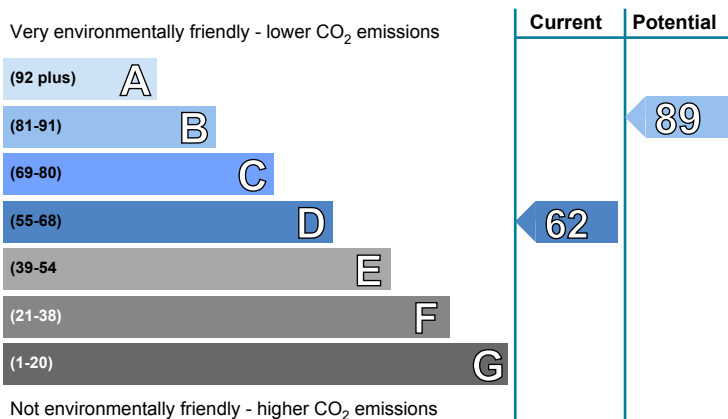 Current Potential
Very environmentally friendly - lower CO2 emissions
(92 plus) A
(81-91) B 89
(69-80) C
(55-68) D 62
(39-54 E
(21-38) F
(1-20) G
Not environmentally friendly - higher CO2 emissions